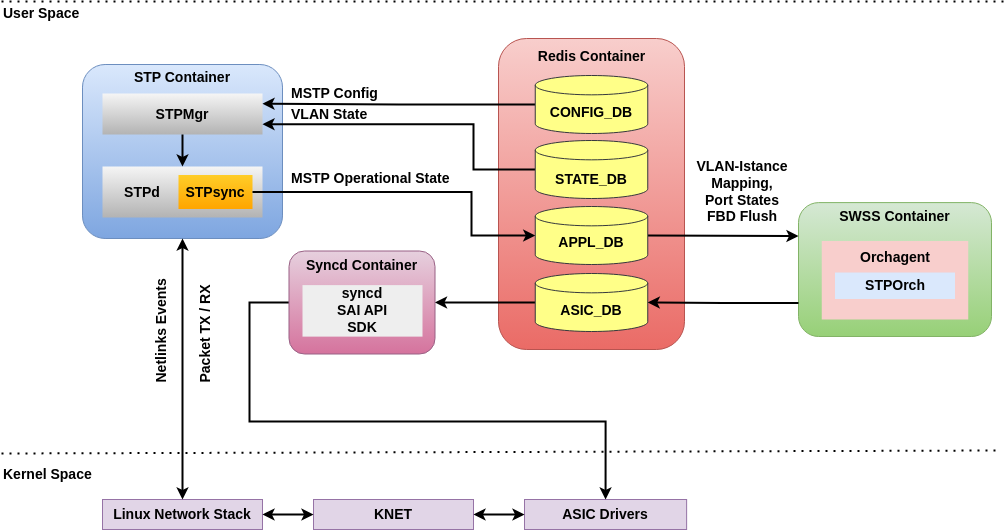 User Space
STP Container
STPMgr
STPd
STPsync
MSTP Config
VLAN State
MSTP Operational State
Redis Container
CONFIG_DB
STATE_DB
APPL_DB
ASIC_DB
VLAN-Istance
Mapping,
Port States
FBD Flush
SWSS Container
Orchagent
STPOrch
Syncd Container
syncd
SAI API
SDK
Netlinks Events
Packet TX / RX
Kernel Space
Linux Network Stack
KNET
ASIC Drivers